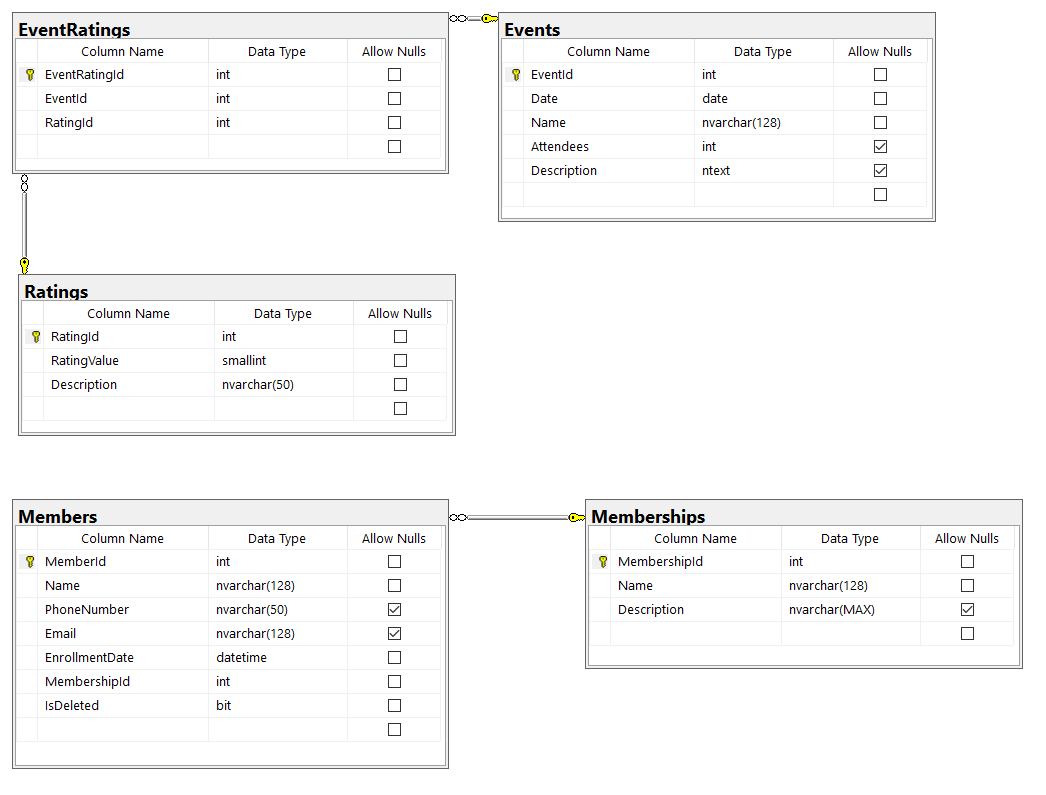 EventRatings
Column Name Data Type Allow Nulls
EventRatingId int
EventId int
RatingId int
Events
Column Name Data Type Allow Nulls
EventId int
Date date
Name nvarchar(128)
Attendees int
Description ntext
Ratings
Column Name Data Type Allow Nulls
RatingId int
RatingValue smallint
Description nvarchar(50)
Members
Column Name Data Type Allow Nulls
MemberId int
Name nvarchar(128)
PhoneNumber nvarchar(50)
Email nvarchar(128)
EnrollmentDate datetime
MembershipId int
IsDeleted bit
Memberships
Column Name Data Type Allow Nulls
MembershipId int
Name nvarchar(128)
Description nvarchar(MAX)